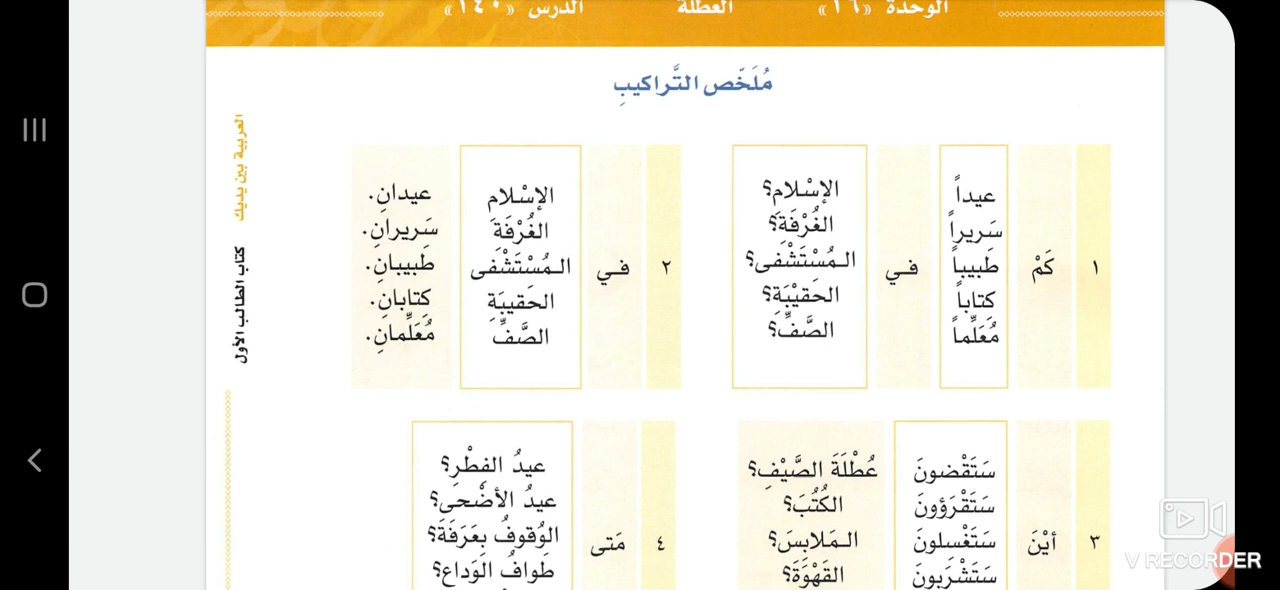 الوحدة «١٦» العطلة الدرس «١٤٠»
مُلَخّص التَّراكيبِ
العربية بين يديك
كتاب الطالب الأول
١
كَمْ
عيداً
سَريراً
طَبيباً
كتاباً
مُعَلِّماً
في
الإسْلام؟
الغُرْفَة؟
المُسْتَشْفى؟
الحَقيْبَة؟
الصَّفِّ؟
٢
في
الإسْلام
الغُرْفَةَ
المُسْتَشْفى
الحَقيبَةِ
الصَّفِّ
عيدانِ.
سَريرانِ.
طَبيبانِ.
كتابانِ.
مُعَلِّمانِ.
٣
أيْنَ
سَتَقْضونَ
سَتَقْرَؤونَ
سَتَغْسلونَ
سَتَشْرَبونَ
عُطْلَةَ الصَّيْفِ؟
الكُتُبَ؟
المَلابِسَ؟
القَهْوَةَ؟
٤
مَتى
عيدُ الفطْرِ؟
عيدُ الأضْحى؟
الوُقوفُ بِعَرَفَةَ؟
طَوافُ الوَداع؟
V RECORDER